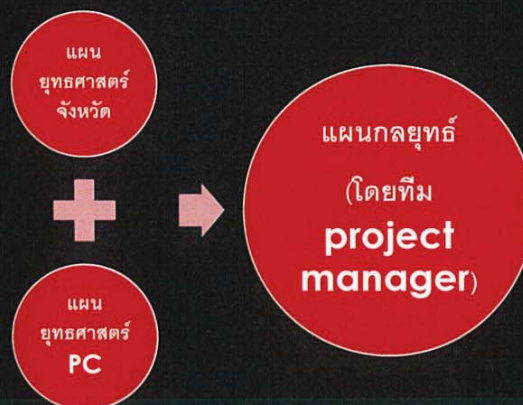 แผน
ยุทธศาสตร์
จังหวัด
แผน
ยุทธศาสตร์
PC
แผนกลยุทธ์
(โดยทีม
project
manager)